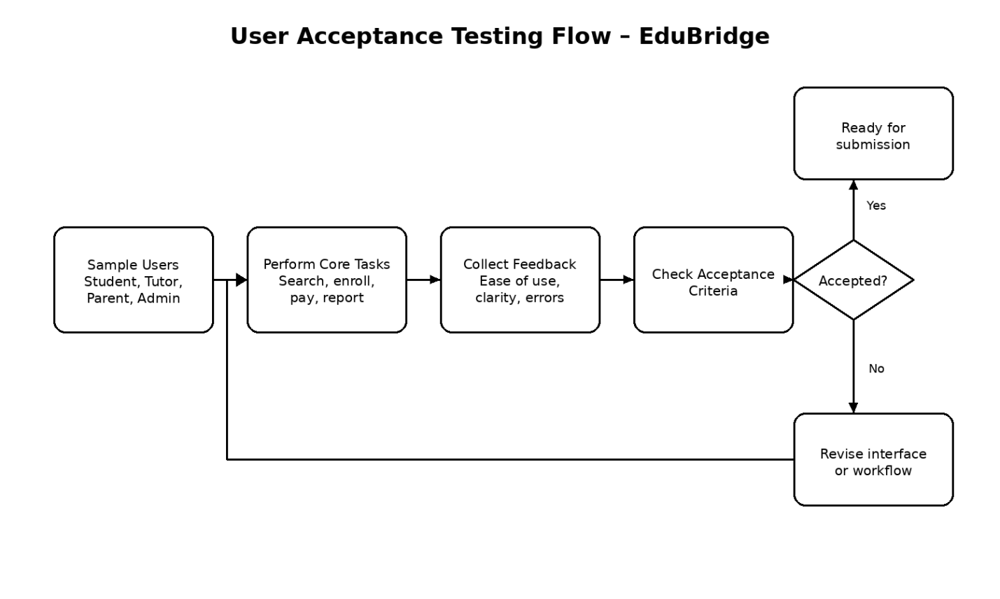 User Acceptance Testing Flow – EduBridge
Ready for
submission
Yes
Sample Users
Student, Tutor,
Parent, Admin
Perform Core Tasks
Search, enroll,
pay, report
Collect Feedback
Ease of use,
clarity, errors
Check Acceptance
Criteria
Accepted?
No
Revise interface
or workflow